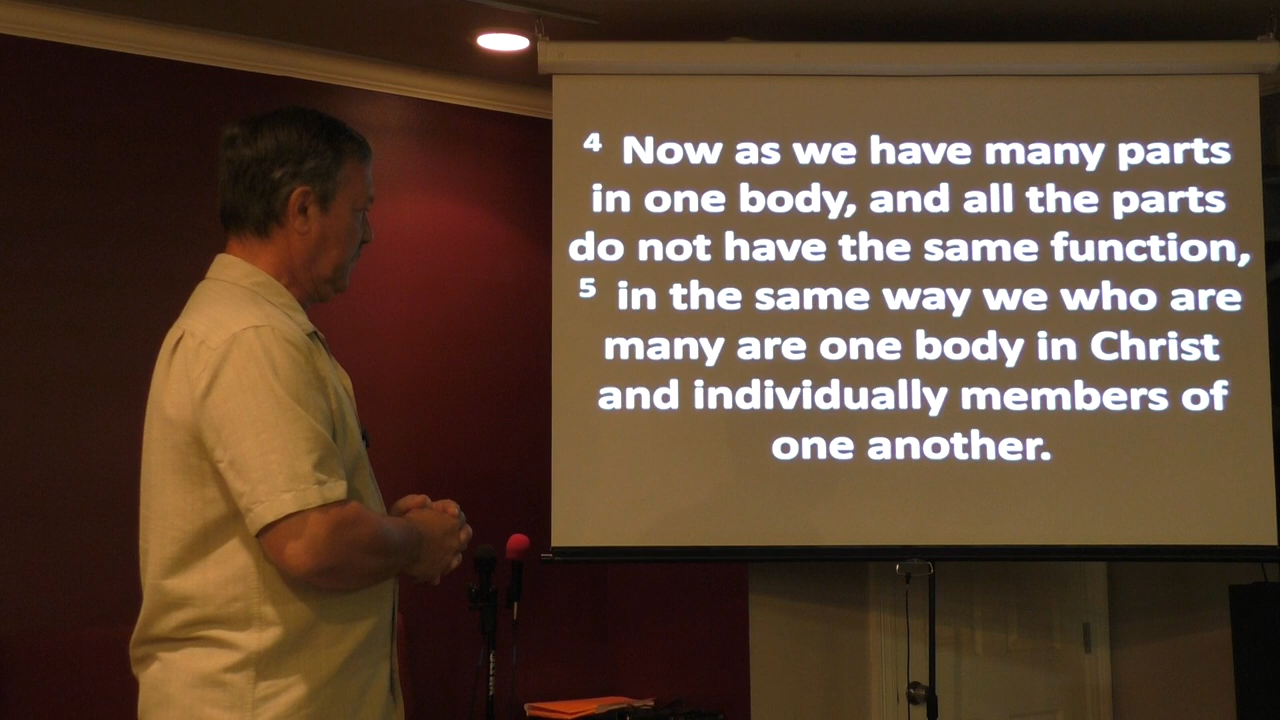 4 Now as we have many parts
in one body, and all the parts
do not have the same function,
5 in the same way we who are
many are one body in Christ
and individually members of
one another.